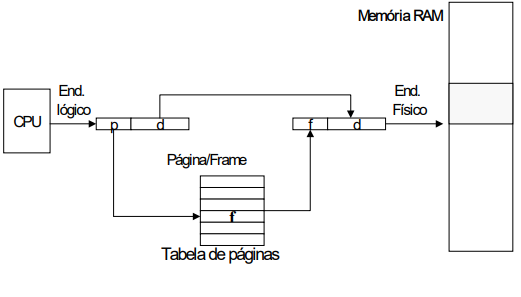 Memória RAM
End.
lógico
End.
Físico
CPU
p
d
f
d
Página/Frame
f
Tabela de páginas